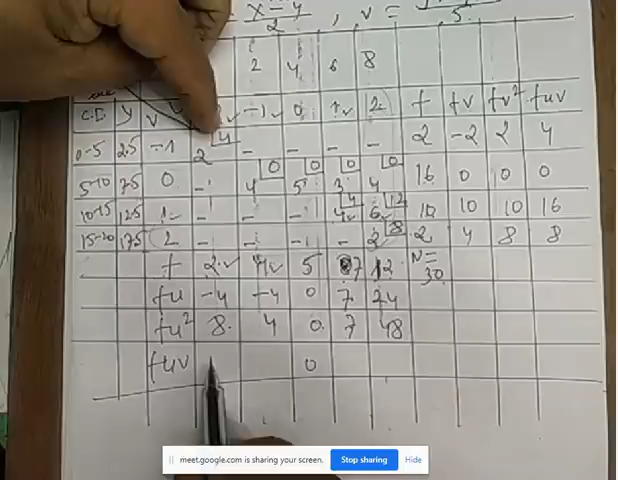 = x-4/2 , v = 5
2 4 6 8
C.I y v -1 0 1 2 f fv fv² fuv
0-5 2.5 -1 2 4 - - - - 2 -2 2 4
5-10 7.5 0 - 4 0 5 0 3 0 4 0 16 0 0 0
10-15 12.5 1 - - - 4 4 6 12 10 10 10 16
15-20 17.5 2 - - - - 2 8 2 4 8 8
f 2 4 5 7 12 N= 30
fu -4 -4 0 7 24
fu² 8 4 0 7 48
fuv 0
meet.google.com is sharing your screen. Stop sharing Hide